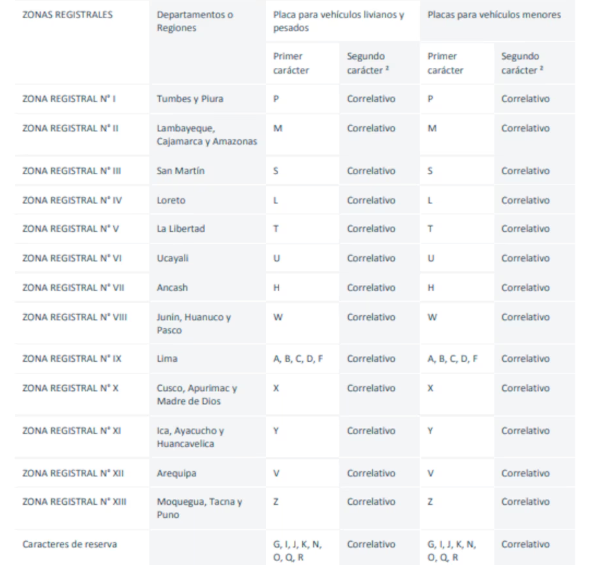 ZONAS REGISTRALES Departamentos o Regiones Placa para vehículos livianos y pesados Placas para vehículos menores
Primer carácter Segundo carácter ² Primer carácter Segundo carácter ²
ZONA REGISTRAL N° I Tumbes y Piura P Correlativo P Correlativo
ZONA REGISTRAL N° II Lambayeque, Cajamarca y Amazonas M Correlativo M Correlativo
ZONA REGISTRAL N° III San Martín S Correlativo S Correlativo
ZONA REGISTRAL N° IV Loreto L Correlativo L Correlativo
ZONA REGISTRAL N° V La Libertad T Correlativo T Correlativo
ZONA REGISTRAL N° VI Ucayali U Correlativo U Correlativo
ZONA REGISTRAL N° VII Ancash H Correlativo H Correlativo
ZONA REGISTRAL N° VIII Junin, Huanuco y Pasco W Correlativo W Correlativo
ZONA REGISTRAL N° IX Lima A, B, C, D, F Correlativo A, B, C, D, F Correlativo
ZONA REGISTRAL N° X Cusco, Apurimac y Madre de Dios X Correlativo X Correlativo
ZONA REGISTRAL N° XI Ica, Ayacucho y Huancavelica Y Correlativo Y Correlativo
ZONA REGISTRAL N° XII Arequipa V Correlativo V Correlativo
ZONA REGISTRAL N° XIII Moquegua, Tacna y Puno Z Correlativo Z Correlativo
Caracteres de reserva G, I, J, K, N, O, Q, R Correlativo G, I, J, K, N, O, Q, R Correlativo